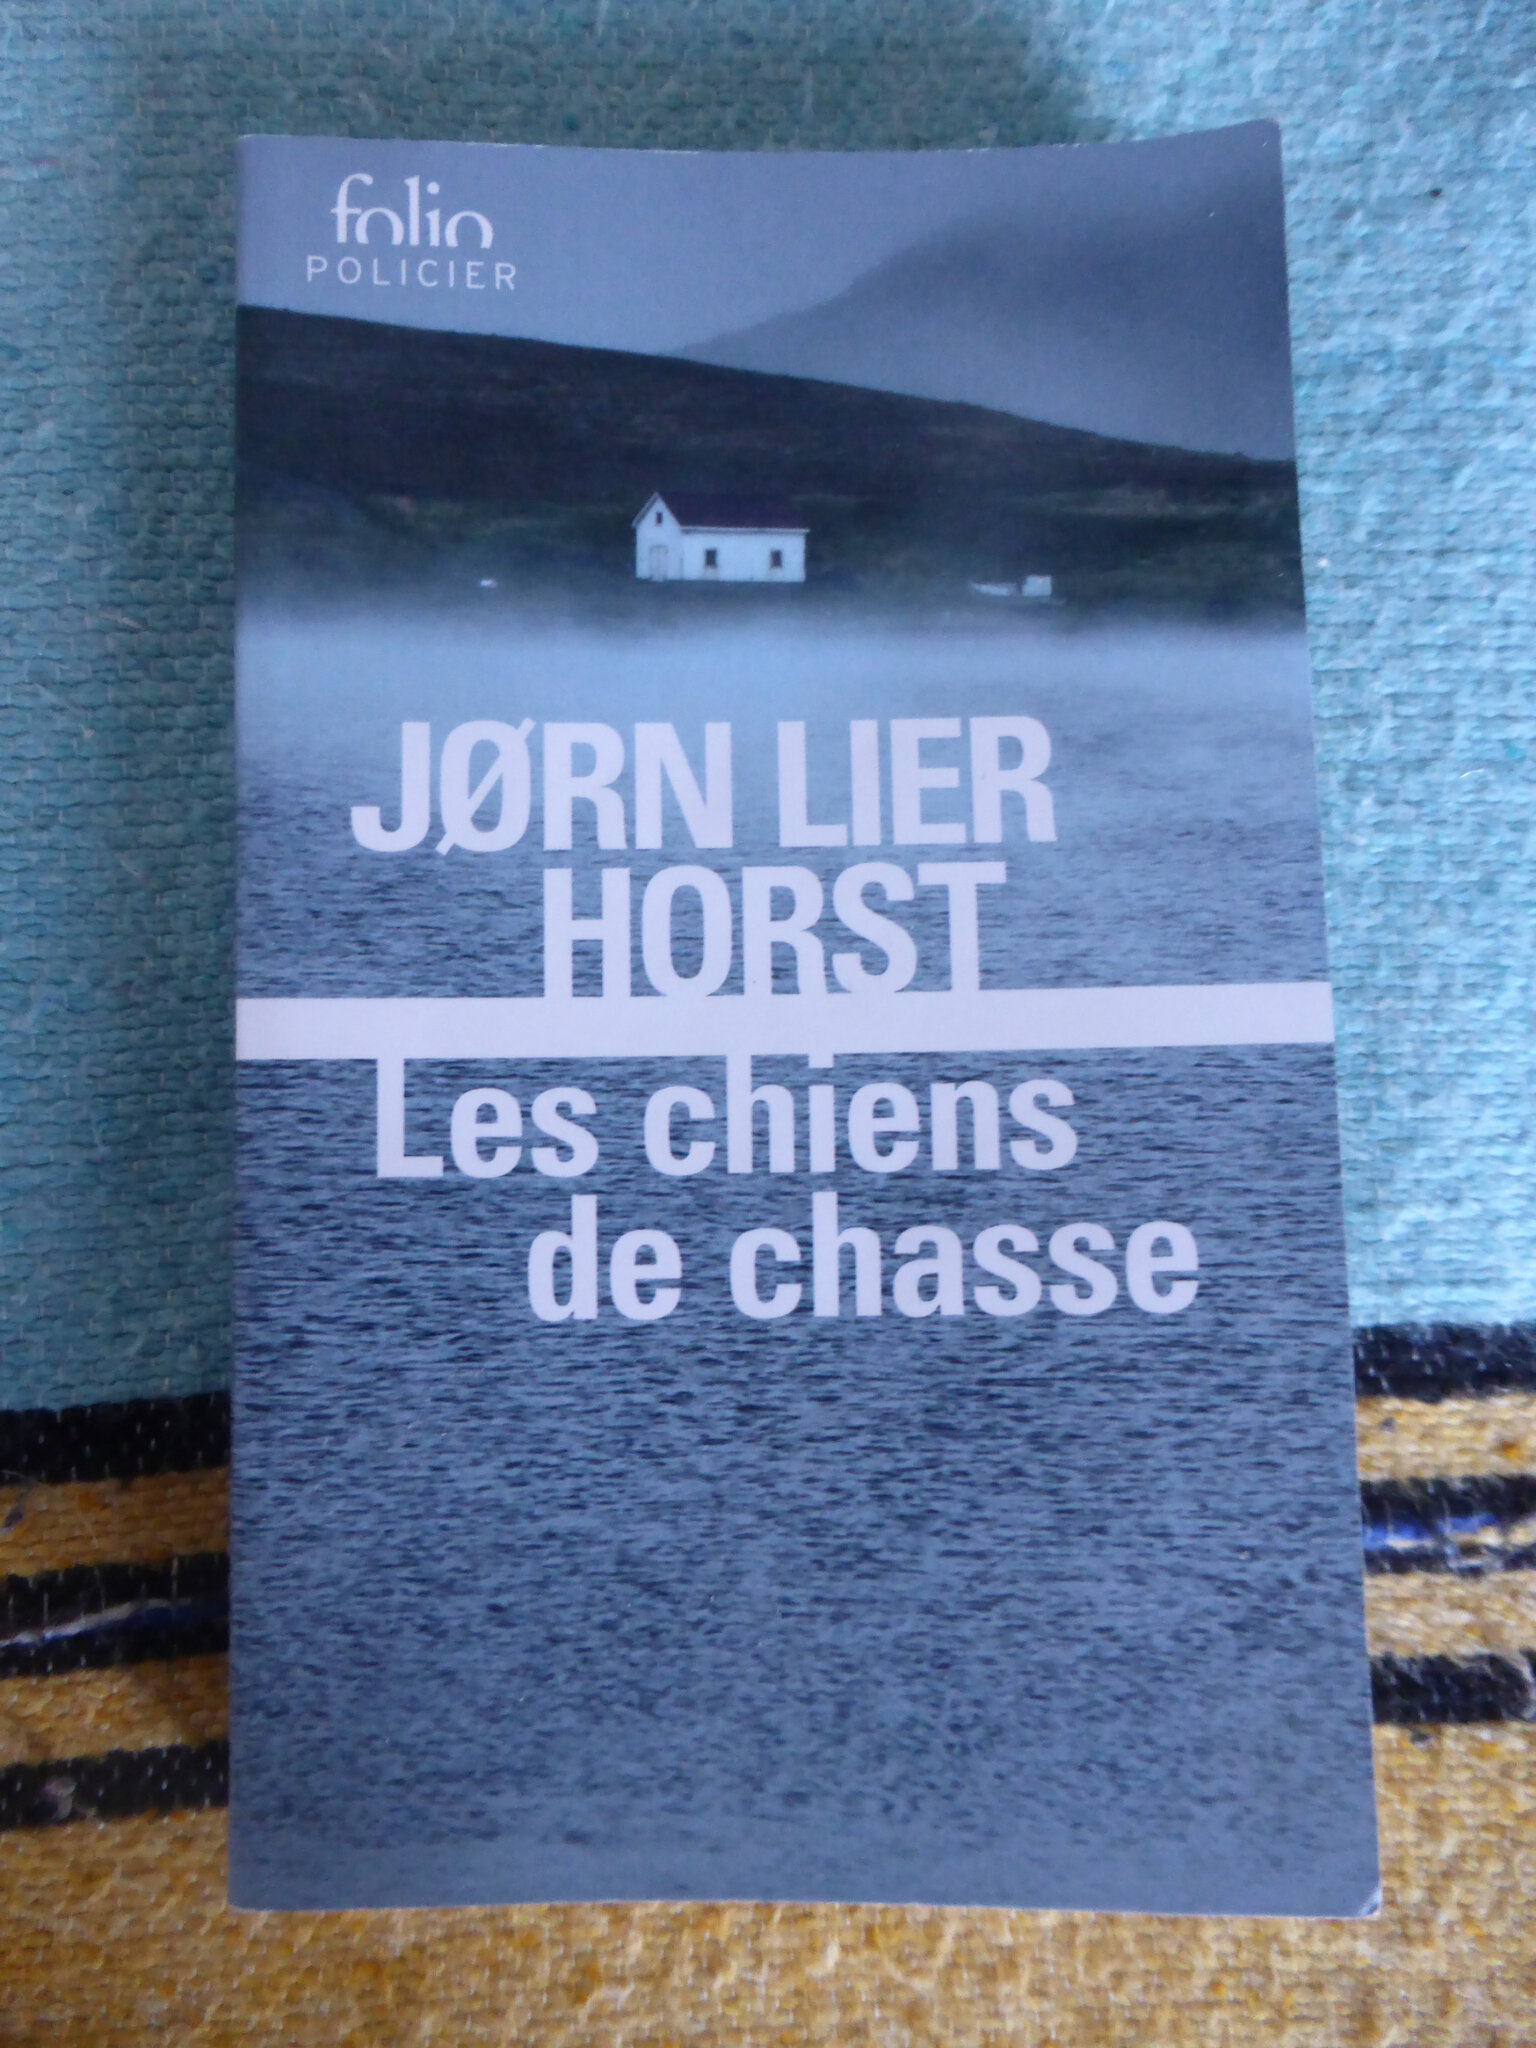 folio
POLICIER
JØRN LIER
HORST
Les chiens
de chasse